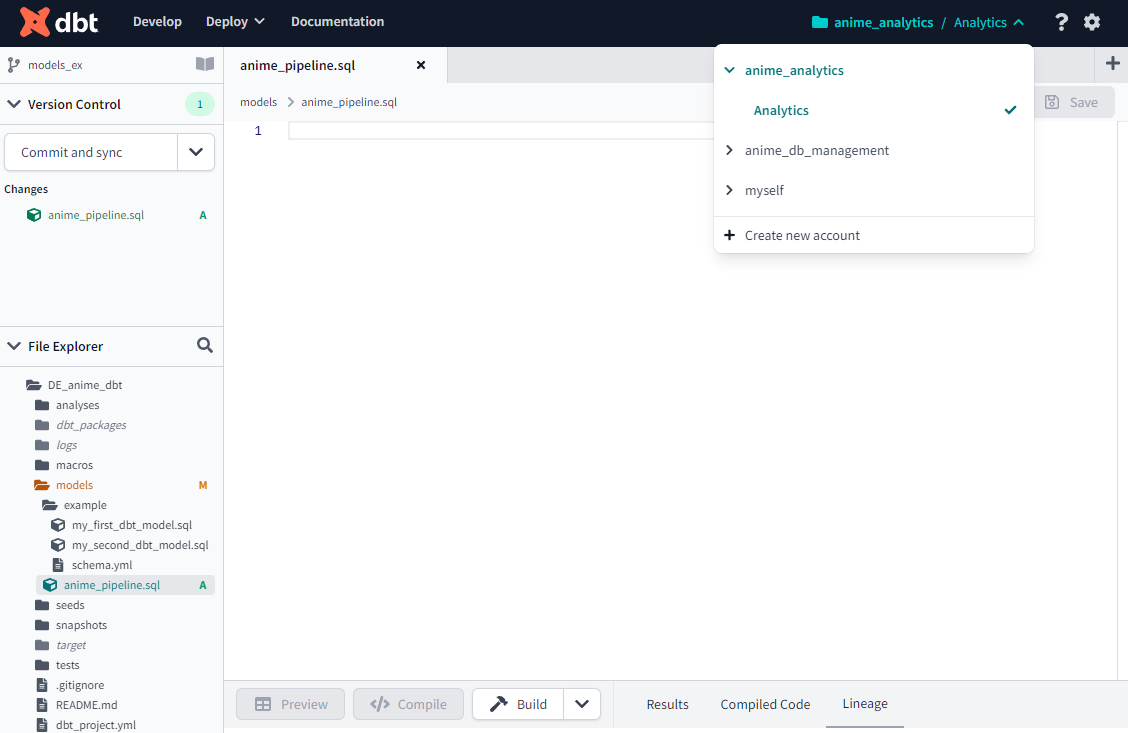 dbt
Develop
Deploy
Documentation
anime_analytics / Analytics
?
models_ex
Version Control
1
Commit and sync
Changes
anime_pipeline.sql A
File Explorer
DE_anime_dbt
analyses
dbt_packages
logs
macros
models M
example
my_first_dbt_model.sql
my_second_dbt_model.sql
schema.yml
anime_pipeline.sql A
seeds
snapshots
target
tests
.gitignore
README.md
dbt_project.yml
anime_pipeline.sql
models > anime_pipeline.sql
Save
1
anime_analytics
Analytics
anime_db_management
myself
+ Create new account
Preview
Compile
Build
Results
Compiled Code
Lineage